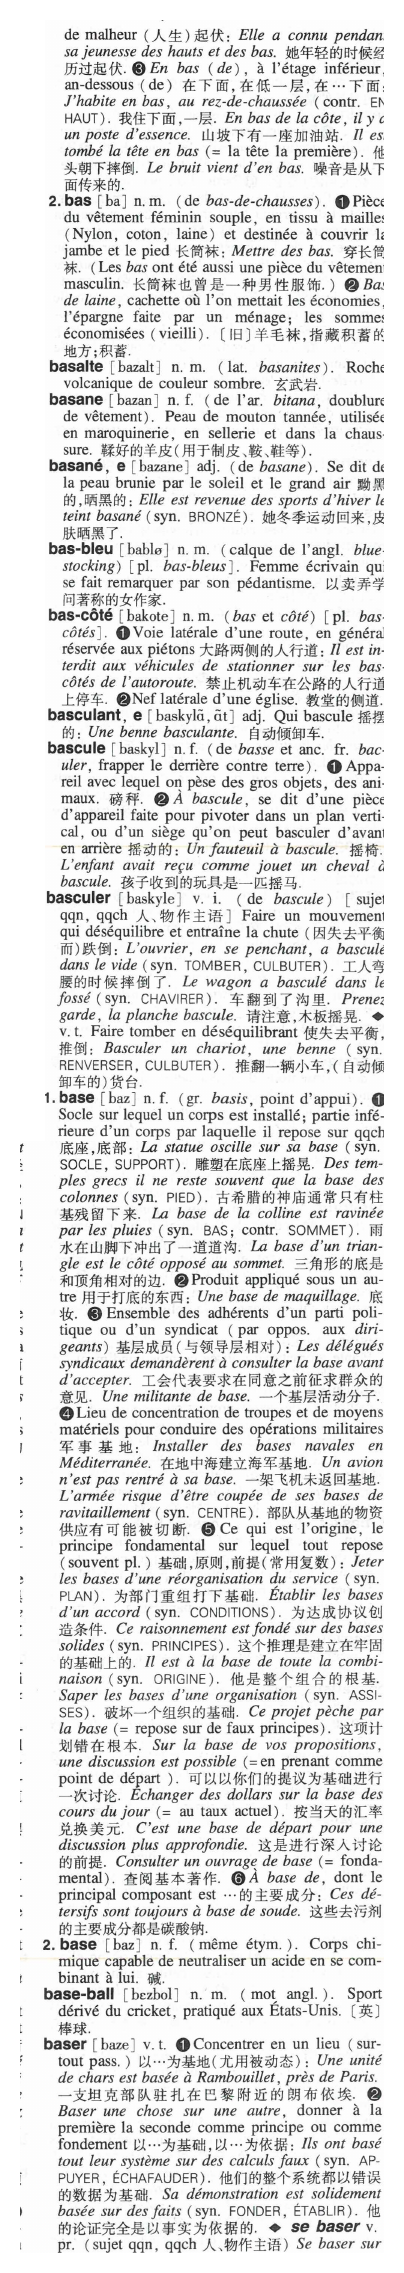 de malheur (人生)起伏: Elle a connu pendan
sa jeunesse des hauts et des bas. 她年轻的时候经
历过起伏. ❸ En bas (de), à l'étage inférieur,
an-dessous (de) 在下面,在低一层,在…下面:
J'habite en bas, au rez-de-chaussée (contr. EN
HAUT). 我住下面,一层. En bas de la côte, il y a
un poste d'essence. 山坡下有一座加油站. Il es
tombé la tête en bas (= la tête la première). 他
头朝下摔倒. Le bruit vient d'en bas. 噪音是从下
面传来的.
2. bas [ba] n. m. (de bas-de-chausses). ❶ Pièce
du vêtement féminin souple, en tissu à mailles
(Nylon, coton, laine) et destinée à couvrir la
jambe et le pied 长筒袜: Mettre des bas. 穿长筒
袜. (Les bas ont été aussi une pièce du vêtement
masculin. 长筒袜也曾是一种男性服饰.) ❷ Bas
de laine, cachette où l'on mettait les économies,
l'épargne faite par un ménage; les sommes
économisées (vieilli). 〔旧〕羊毛袜,指藏积蓄的
地方;积蓄.
basalte [bazalt] n. m. (lat. basanites). Roche
volcanique de couleur sombre. 玄武岩.
basane [bazan] n. f. (de l'ar. bitana, doublure
de vêtement). Peau de mouton tannée, utilisée
en maroquinerie, en sellerie et dans la chaus-
sure. 鞣好的羊皮(用于制皮、鞍、鞋等).
basané, e [bazane] adj. (de basane). Se dit de
la peau brunie par le soleil et le grand air 黝黑
的,晒黑的: Elle est revenue des sports d'hiver le
teint basané (syn. BRONZÉ). 她冬季运动回来,皮
肤晒黑了.
bas-bleu [bablø] n. m. (calque de l'angl. blue-
stocking) [pl. bas-bleus]. Femme écrivain qui
se fait remarquer par son pédantisme. 以卖弄学
问著称的女作家.
bas-côté [bakote] n. m. (bas et côté) [pl. bas-
côtés]. ❶Voie latérale d'une route, en général
réservée aux piétons 大路两侧的人行道: Il est in-
terdit aux véhicules de stationner sur les bas-
côtés de l'autoroute. 禁止机动车在公路的人行道
上停车. ❷Nef latérale d'une église. 教堂的侧道.
basculant, e [baskylɑ̃, ɑ̃t] adj. Qui bascule 摇摆
的: Une benne basculante. 自动倾卸车.
bascule [baskyl] n. f. (de basse et anc. fr. bac-
uler, frapper le derrière contre terre). ❶ Appa-
reil avec lequel on pèse des gros objets, des ani-
maux. 磅秤. ❷ À bascule, se dit d'une pièce
d'appareil faite pour pivoter dans un plan verti-
cal, ou d'un siège qu'on peut basculer d'avant
en arrière 摇动的: Un fauteuil à bascule. 摇椅.
L'enfant avait reçu comme jouet un cheval à
bascule. 孩子收到的玩具是一匹摇马.
basculer [baskyle] v. i. (de bascule) [ sujet
qqn, qqch 人、物作主语] Faire un mouvement
qui déséquilibre et entraîne la chute (因失去平衡
而)跌倒: L'ouvrier, en se penchant, a basculé
dans le vide (syn. TOMBER, CULBUTER). 工人弯
腰的时候摔倒了. Le wagon a basculé dans le
fossé (syn. CHAVIRER). 车翻到了沟里. Prenez
garde, la planche bascule. 请注意,木板摇晃. ◆
v. t. Faire tomber en déséquilibrant 使失去平衡,
推倒: Basculer un chariot, une benne (syn.
RENVERSER, CULBUTER). 推翻一辆小车,(自动倾
卸车的)货台.
1. base [baz] n. f. (gr. basis, point d'appui). ❶
Socle sur lequel un corps est installé; partie infé-
rieure d'un corps par laquelle il repose sur qqch
底座,底部: La statue oscille sur sa base (syn.
SOCLE, SUPPORT). 雕塑在底座上摇晃. Des tem-
ples grecs il ne reste souvent que la base des
colonnes (syn. PIED). 古希腊的神庙通常只有柱
基残留下来. La base de la colline est ravinée
par les pluies (syn. BAS; contr. SOMMET). 雨
水在山脚下冲出了一道道沟. La base d'un trian-
gle est le côté opposé au sommet. 三角形的底是
和顶角相对的边. ❷Produit appliqué sous un au-
tre 用于打底的东西: Une base de maquillage. 底
妆. ❸ Ensemble des adhérents d'un parti poli-
tique ou d'un syndicat (par oppos. aux diri-
geants) 基层成员(与领导层相对): Les délégués
syndicaux demandèrent à consulter la base avant
d'accepter. 工会代表要求在同意之前征求群众的
意见. Une militante de base. 一个基层活动分子.
❹Lieu de concentration de troupes et de moyens
matériels pour conduire des opérations militaires
军事基地: Installer des bases navales en
Méditerranée. 在地中海建立海军基地. Un avion
n'est pas rentré à sa base. 一架飞机未返回基地.
L'armée risque d'être coupée de ses bases de
ravitaillement (syn. CENTRE). 部队从基地的物资
供应有可能被切断. ❺ Ce qui est l'origine, le
principe fondamental sur lequel tout repose
(souvent pl.) 基础,原则,前提(常用复数): Jeter
les bases d'une réorganisation du service (syn.
PLAN). 为部门重组打下基础. Établir les bases
d'un accord (syn. CONDITIONS). 为达成协议创
造条件. Ce raisonnement est fondé sur des bases
solides (syn. PRINCIPES). 这个推理是建立在牢固
的基础上的. Il est à la base de toute la combi-
naison (syn. ORIGINE). 他是整个组合的根基.
Saper les bases d'une organisation (syn. ASSI-
SES). 破坏一个组织的基础. Ce projet pèche par
la base (= repose sur de faux principes). 这项计
划错在根本. Sur la base de vos propositions,
une discussion est possible (= en prenant comme
point de départ ). 可以以你们的提议为基础进行
一次讨论. Échanger des dollars sur la base des
cours du jour (= au taux actuel). 按当天的汇率
兑换美元. C'est une base de départ pour une
discussion plus approfondie. 这是进行深入讨论
的前提. Consulter un ouvrage de base (= fonda-
mental). 查阅基本著作. ❻ À base de, dont le
principal composant est …的主要成分: Ces dé-
tersifs sont toujours à base de soude. 这些去污剂
的主要成分都是碳酸钠.
2. base [baz] n. f. (même étym.). Corps chi-
mique capable de neutraliser un acide en se com-
binant à lui. 碱.
base-ball [bɛzbol] n. m. (mot angl.). Sport
dérivé du cricket, pratiqué aux États-Unis. [英]
棒球.
baser [baze] v. t. ❶ Concentrer en un lieu (sur-
tout pass.) 以…为基地(尤用被动态): Une unité
de chars est basée à Rambouillet, près de Paris.
一支坦克部队驻扎在巴黎附近的朗布依埃. ❷
Baser une chose sur une autre, donner à la
première la seconde comme principe ou comme
fondement 以…为基础,以…为依据: Ils ont basé
tout leur système sur des calculs faux (syn. AP-
PUYER, ÉCHAFAUDER). 他们的整个系统都以错误
的数据为基础. Sa démonstration est solidement
basée sur des faits (syn. FONDER, ÉTABLIR). 他
的论证完全是以事实为依据的. ◆ se baser v.
pr. (sujet qqn, qqch 人、物作主语) Se baser sur